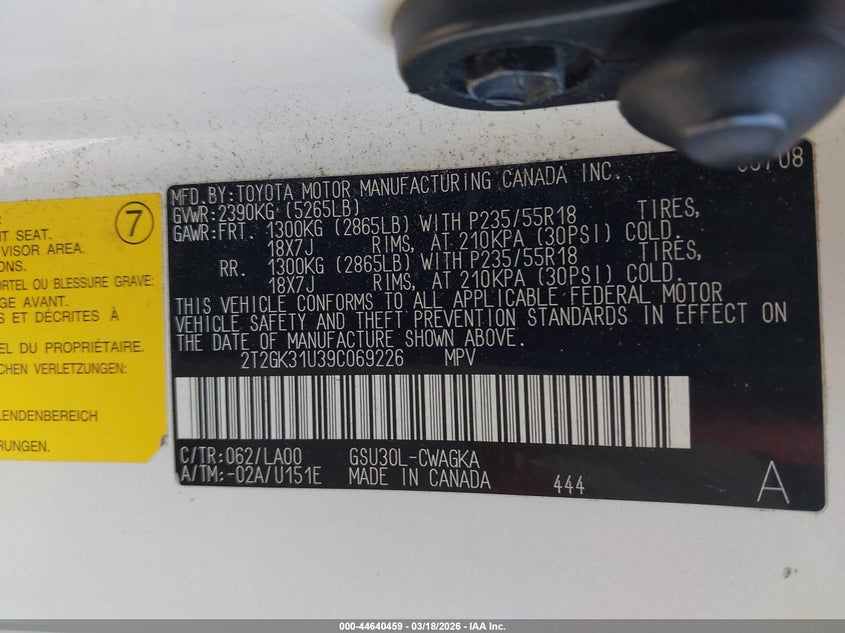 :
NT SEAT.
VISOR AREA.
ONS.
ORTEL OU BLESSURE GRAVE:
GE AVANT.
S ET DÉCRITES À
EL DU PROPRIÉTAIRE.
CHEN VERLETZUNGEN:
LENDENBEREICH
RUNGEN.
7
/08
MFD.BY:TOYOTA MOTOR MANUFACTURING CANADA INC.
GVWR:2390KG (5265LB)
GAWR:FRT. 1300KG (2865LB) WITH P235/55R18 TIRES,
18X7J RIMS, AT 210KPA (30PSI) COLD.
RR. 1300KG (2865LB) WITH P235/55R18 TIRES,
18X7J RIMS, AT 210KPA (30PSI) COLD.
THIS VEHICLE CONFORMS TO ALL APPLICABLE FEDERAL MOTOR
VEHICLE SAFETY AND THEFT PREVENTION STANDARDS IN EFFECT ON
THE DATE OF MANUFACTURE SHOWN ABOVE.
2T2GK31U39C069226 MPV
C/TR:062/LA00 GSU30L-CWAGKA
A/TM:-02A/U151E MADE IN CANADA 444
A
000-44640459 - 03/18/2026 - IAA Inc.